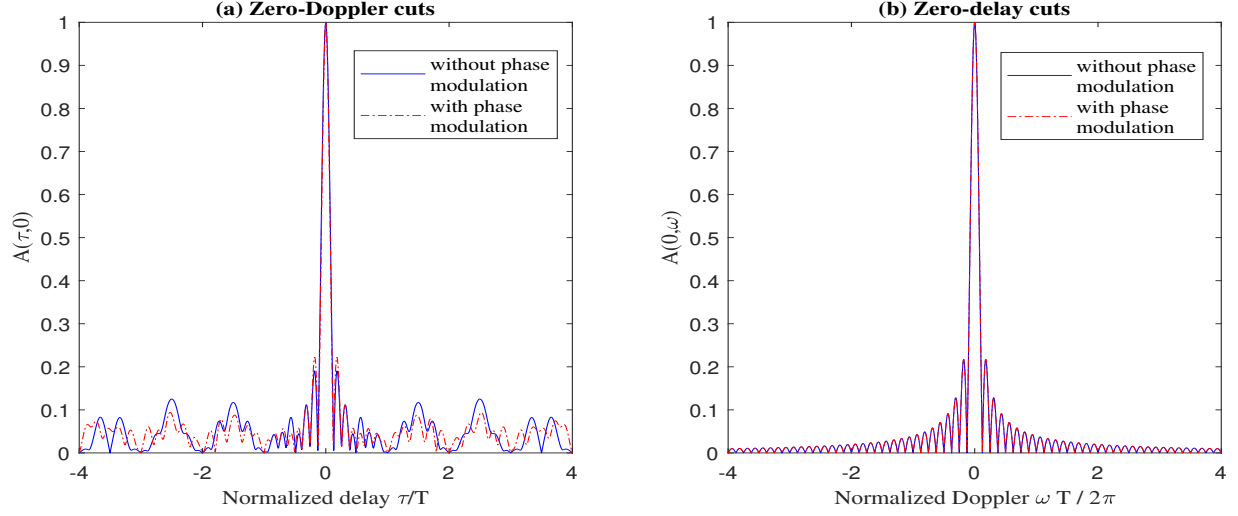 (a) Zero-Doppler cuts
1
0.9
0.8
0.7
0.6
0.5
0.4
0.3
0.2
0.1
0
A(τ,0)
without phase
modulation
with phase
modulation
-4
-2
0
2
4
Normalized delay τ/T
(b) Zero-delay cuts
1
0.9
0.8
0.7
0.6
0.5
0.4
0.3
0.2
0.1
0
A(0,ω)
without phase
modulation
with phase
modulation
-4
-2
0
2
4
Normalized Doppler ω T / 2π